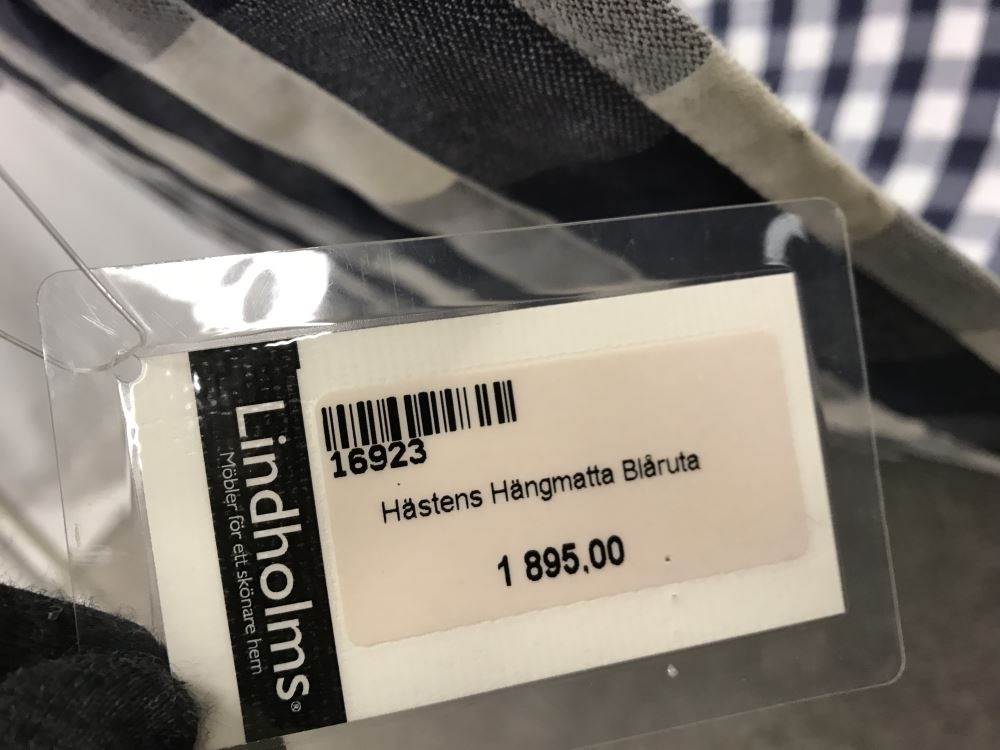 Lindholms®
Möbler för ett skönare hem
16923
Hästens Hängmatta Blåruta
1 895,00